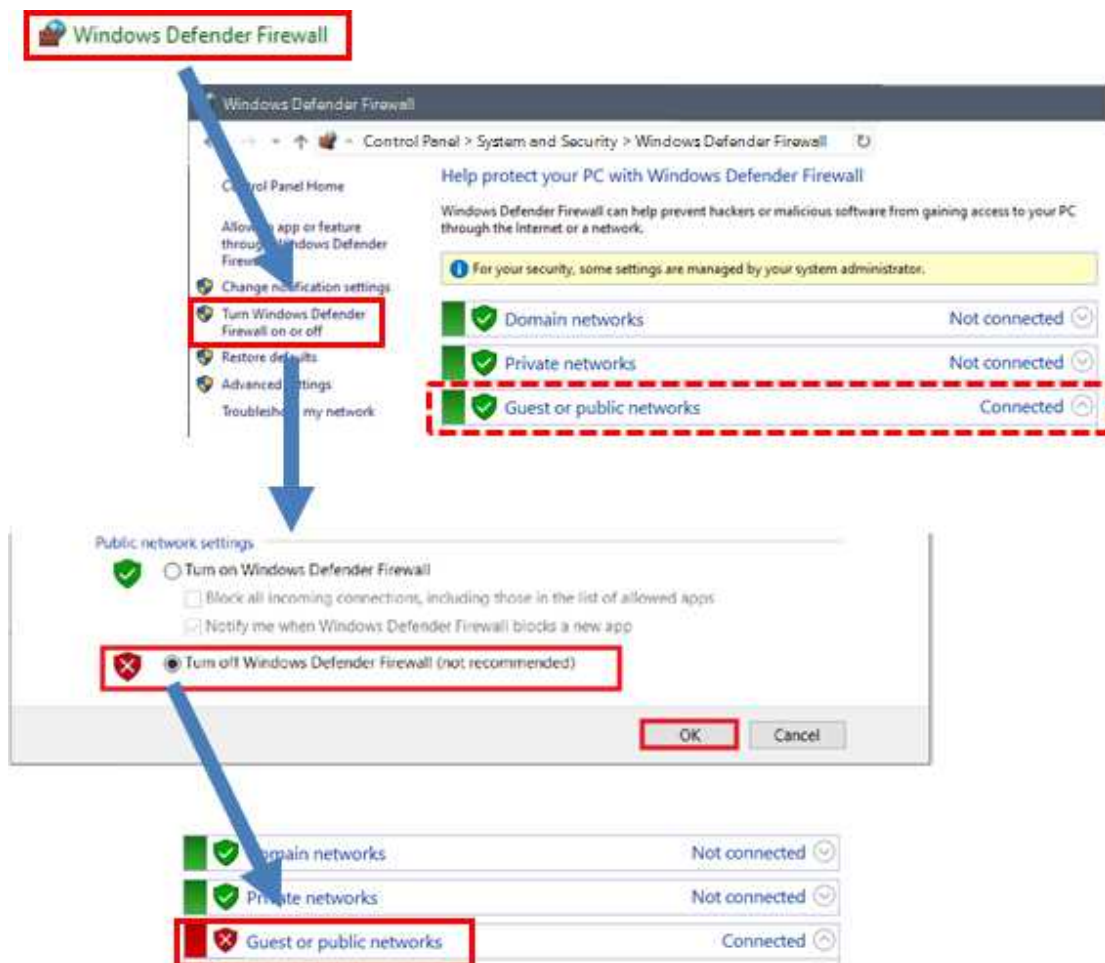 Windows Defender Firewall
Windows Defender Firewall
Control Panel > System and Security > Windows Defender Firewall
Control Panel Home
Allow app or feature
through Windows Defender
Firewall
Change notification settings
Turn Windows Defender
Firewall on or off
Restore defaults
Advanced settings
Troubleshoot my network
Help protect your PC with Windows Defender Firewall
Windows Defender Firewall can help prevent hackers or malicious software from gaining access to your PC
through the Internet or a network.
For your security, some settings are managed by your system administrator.
Domain networks Not connected
Private networks Not connected
Guest or public networks Connected
Public network settings
Turn on Windows Defender Firewall
Block all incoming connections, including those in the list of allowed apps
Notify me when Windows Defender Firewall blocks a new app
Turn off Windows Defender Firewall (not recommended)
OK Cancel
Domain networks Not connected
Private networks Not connected
Guest or public networks Connected